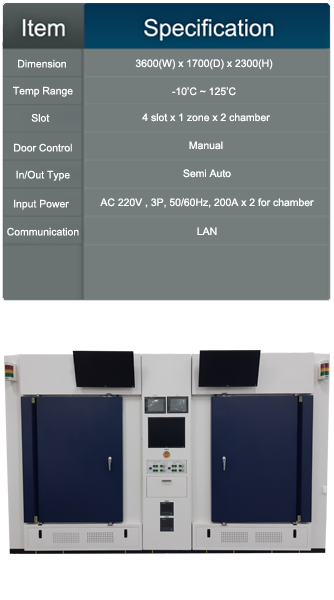 Item Specification
Dimension 3600(W) x 1700(D) x 2300(H)
Temp Range -10'C ~ 125'C
Slot 4 slot x 1 zone x 2 chamber
Door Control Manual
In/Out Type Semi Auto
Input Power AC 220V , 3P, 50/60Hz, 200A x 2 for chamber
Communication LAN